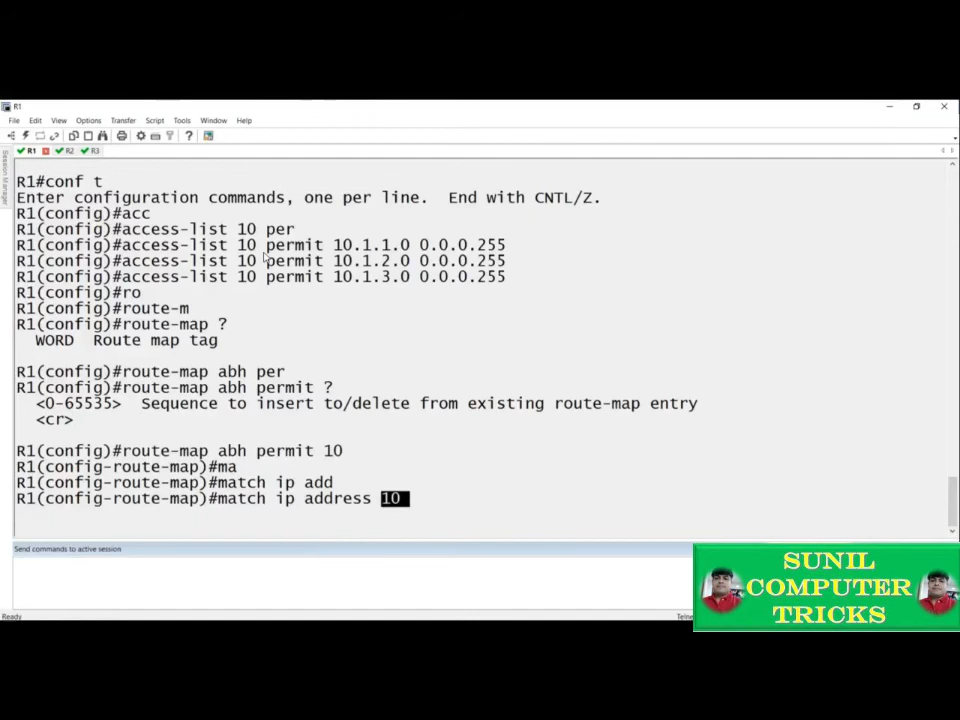 R1
File Edit View Options Transfer Script Tools Window Help
R1 R2 R3
Session Manager
R1#conf t
Enter configuration commands, one per line.  End with CNTL/Z.
R1(config)#acc
R1(config)#access-list 10 per
R1(config)#access-list 10 permit 10.1.1.0 0.0.0.255
R1(config)#access-list 10 permit 10.1.2.0 0.0.0.255
R1(config)#access-list 10 permit 10.1.3.0 0.0.0.255
R1(config)#ro
R1(config)#route-m
R1(config)#route-map ?
WORD  Route map tag
R1(config)#route-map abh per
R1(config)#route-map abh permit ?
<0-65535>  Sequence to insert to/delete from existing route-map entry
<cr>
R1(config)#route-map abh permit 10
R1(config-route-map)#ma
R1(config-route-map)#match ip add
R1(config-route-map)#match ip address 10
Send commands to active session
Ready
Telne
SUNIL
COMPUTER
TRICKS